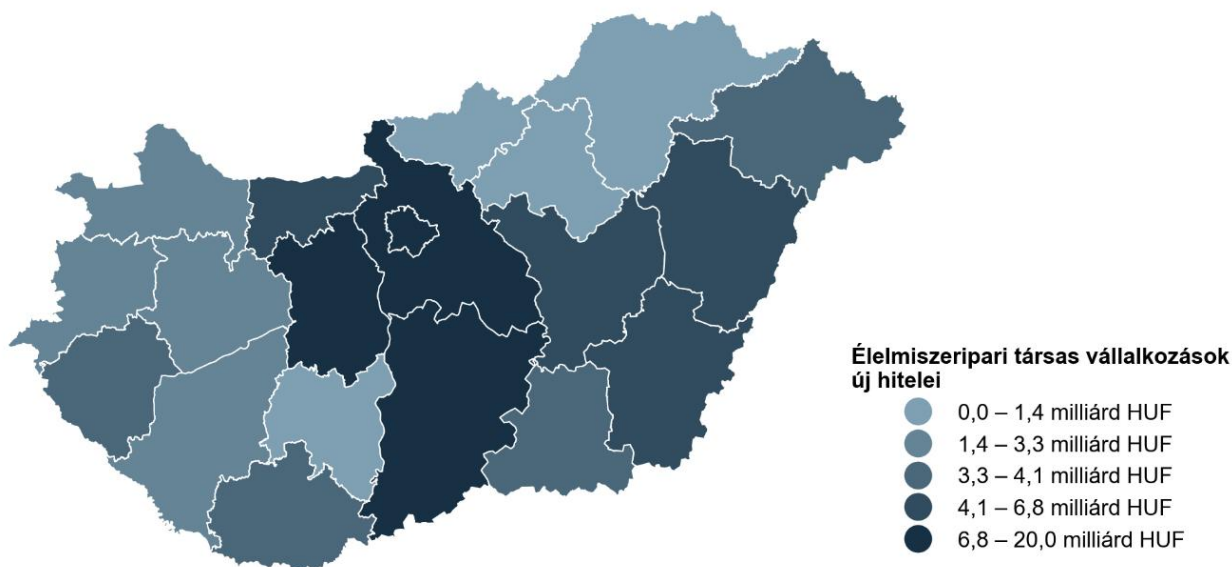 Élelmiszeripari társas vállalkozások
új hitelei
0,0 – 1,4 milliárd HUF
1,4 – 3,3 milliárd HUF
3,3 – 4,1 milliárd HUF
4,1 – 6,8 milliárd HUF
6,8 – 20,0 milliárd HUF